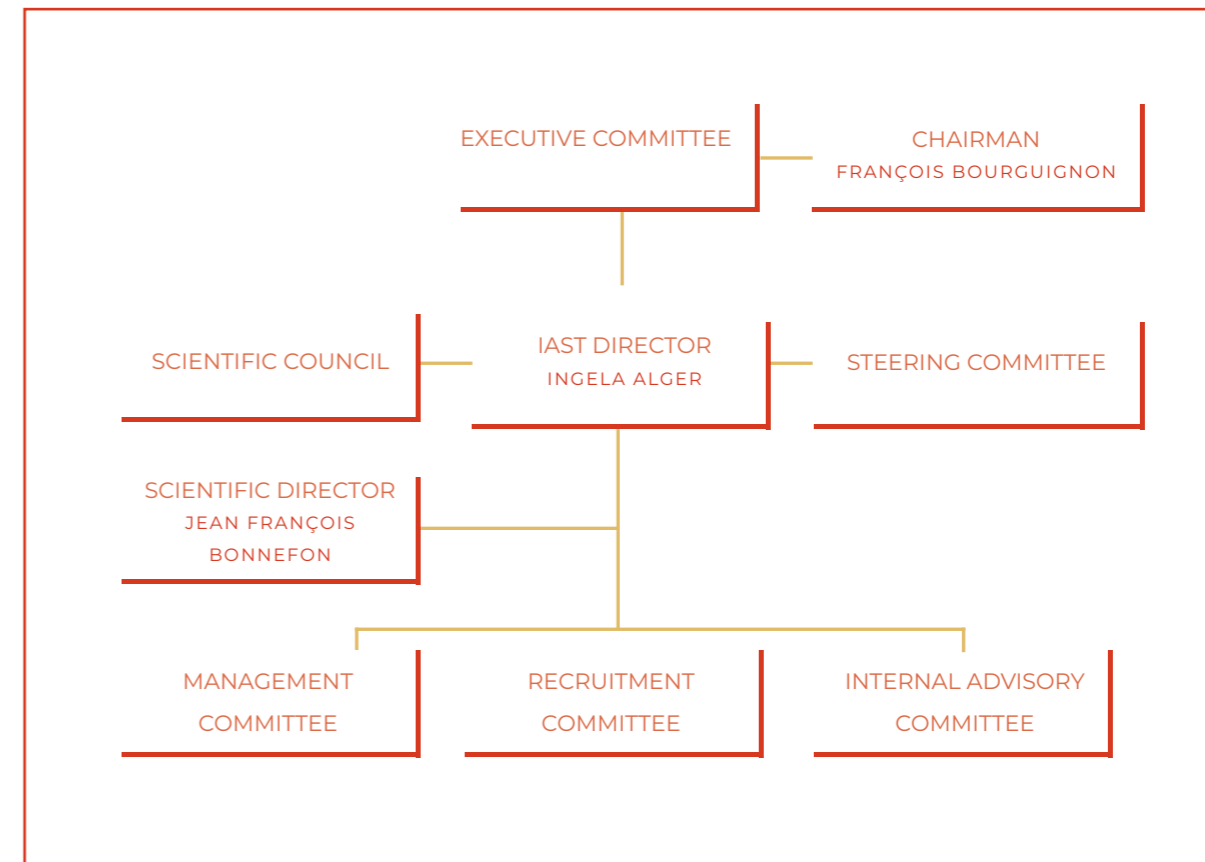 EXECUTIVE COMMITTEE
CHAIRMAN
FRANÇOIS BOURGUIGNON
SCIENTIFIC COUNCIL
IAST DIRECTOR
INGELA ALGER
STEERING COMMITTEE
SCIENTIFIC DIRECTOR
JEAN FRANÇOIS
BONNEFON
MANAGEMENT
COMMITTEE
RECRUITMENT
COMMITTEE
INTERNAL ADVISORY
COMMITTEE